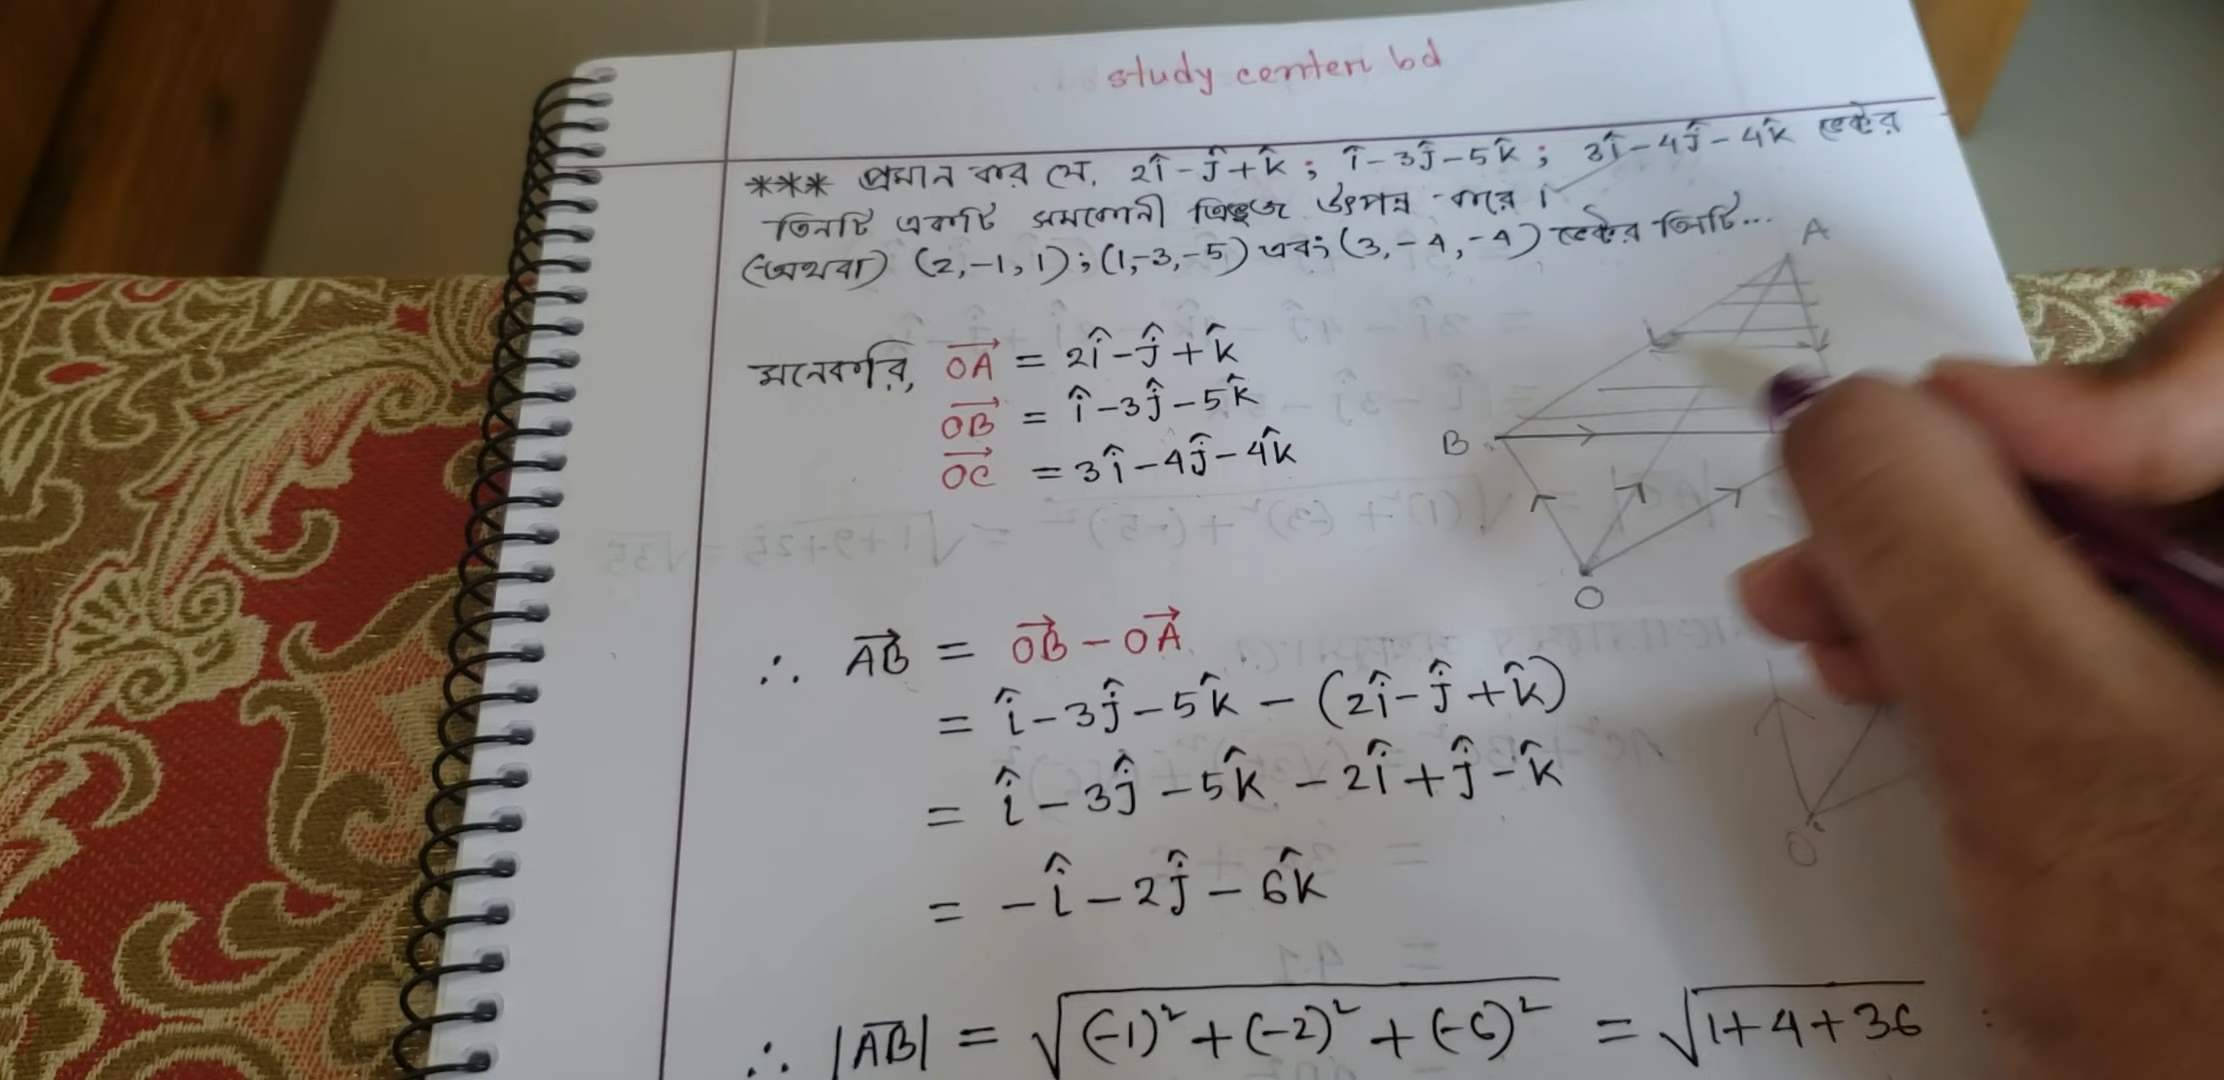 study center bd
*** প্রমান কর যে, 2î - ĵ + k̂ ; î - 3ĵ - 5k̂ ; 3î - 4ĵ - 4k̂ ভেক্টর
তিনটি একটি সমকোনী ত্রিভুজ উৎপন্ন করে।
(অথবা) (2,-1,1) ; (1,-3,-5) এবং (3,-4,-4) ভেক্টর তিনটি...
A
মনেকরি, OA⃗ = 2î - ĵ + k̂
OB⃗ = î - 3ĵ - 5k̂
B
OC⃗ = 3î - 4ĵ - 4k̂
O
∴ AB⃗ = OB⃗ - OA⃗
= î - 3ĵ - 5k̂ - (2î - ĵ + k̂)
= î - 3ĵ - 5k̂ - 2î + ĵ - k̂
= -î - 2ĵ - 6k̂
∴ |AB⃗| = √((-1)² + (-2)² + (-6)²) = √(1+4+36)